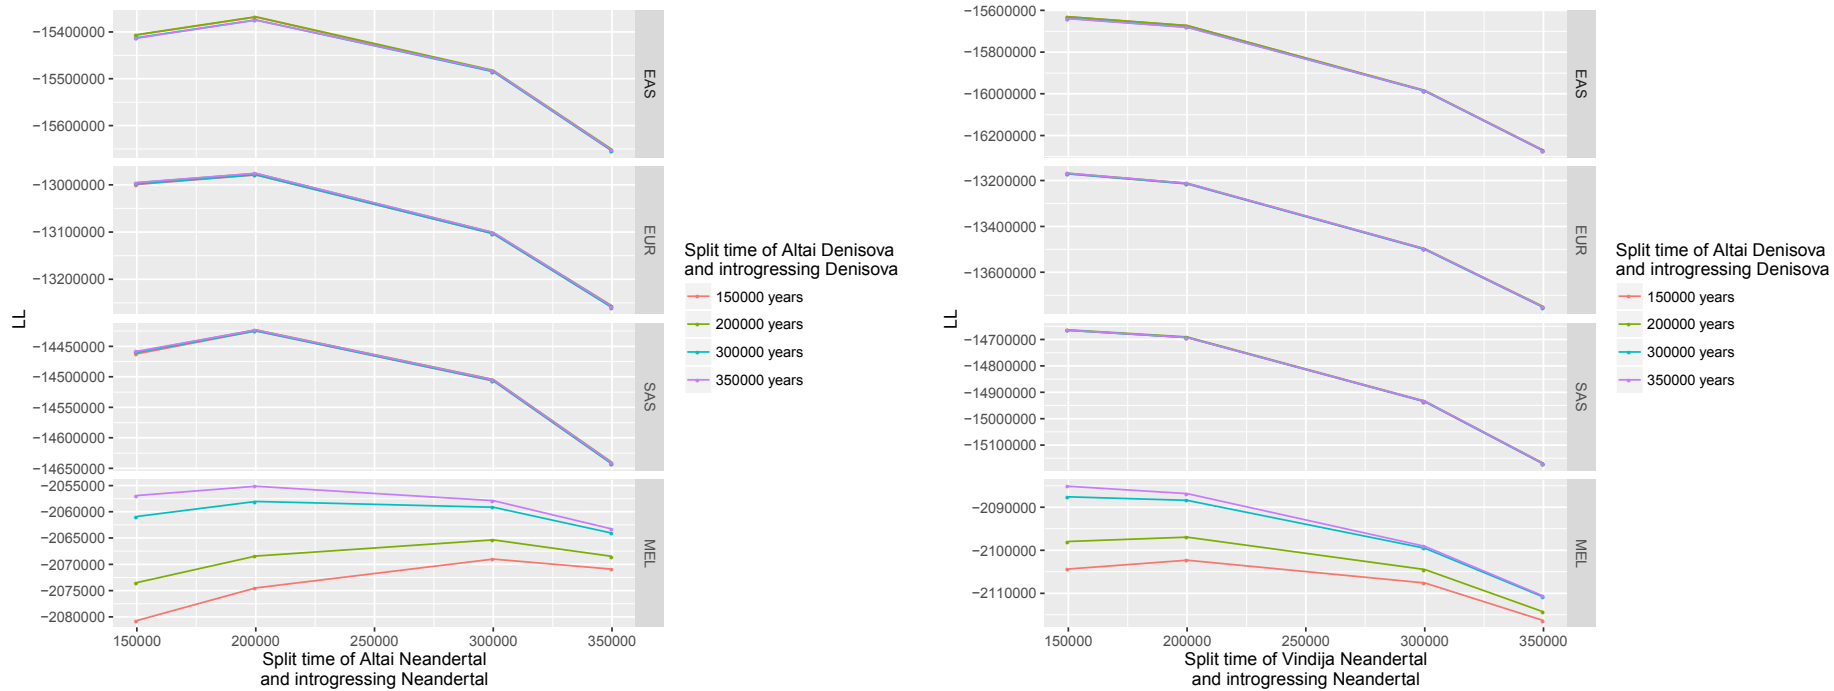 −15400000
−15500000
−15600000
EAS
−13000000
−13100000
−13200000
EUR
−14450000
−14500000
−14550000
−14600000
−14650000
SAS
−2055000
−2060000
−2065000
−2070000
−2075000
−2080000
MEL
LL
150000 200000 250000 300000 350000
Split time of Altai Neandertal
and introgressing Neandertal
Split time of Altai Denisova
and introgressing Denisova
150000 years
200000 years
300000 years
350000 years
−15600000
−15800000
−16000000
−16200000
EAS
−13200000
−13400000
−13600000
EUR
−14700000
−14800000
−14900000
−15000000
−15100000
SAS
−2090000
−2100000
−2110000
MEL
LL
150000 200000 250000 300000 350000
Split time of Vindija Neandertal
and introgressing Neandertal
Split time of Altai Denisova
and introgressing Denisova
150000 years
200000 years
300000 years
350000 years